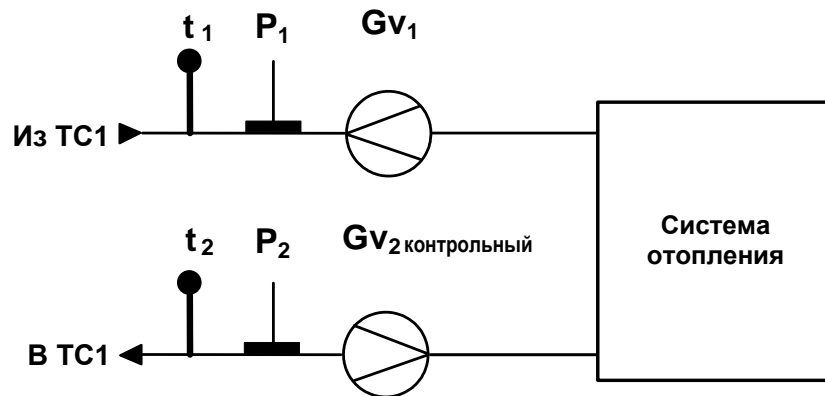 t 1 P1 Gv1
Из ТС1
Система
отопления
t 2 P2 Gv2 контрольный
В ТС1